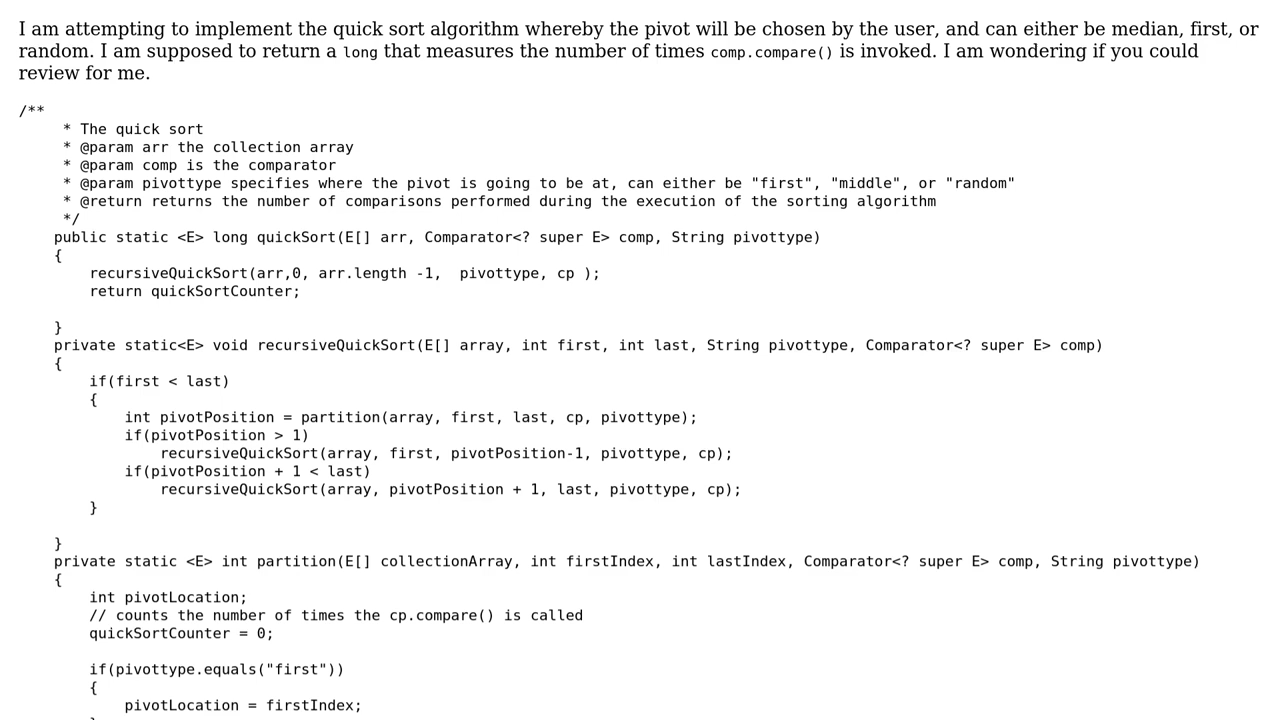 I am attempting to implement the quick sort algorithm whereby the pivot will be chosen by the user, and can either be median, first, or
random. I am supposed to return a long that measures the number of times comp.compare() is invoked. I am wondering if you could
review for me.
/**
     * The quick sort
     * @param arr the collection array
     * @param comp is the comparator
     * @param pivottype specifies where the pivot is going to be at, can either be "first", "middle", or "random"
     * @return returns the number of comparisons performed during the execution of the sorting algorithm
     */
    public static <E> long quickSort(E[] arr, Comparator<? super E> comp, String pivottype)
    {
        recursiveQuickSort(arr,0, arr.length -1,  pivottype, cp );
        return quickSortCounter;

    }
    private static<E> void recursiveQuickSort(E[] array, int first, int last, String pivottype, Comparator<? super E> comp)
    {
        if(first < last)
        {
            int pivotPosition = partition(array, first, last, cp, pivottype);
            if(pivotPosition > 1)
                recursiveQuickSort(array, first, pivotPosition-1, pivottype, cp);
            if(pivotPosition + 1 < last)
                recursiveQuickSort(array, pivotPosition + 1, last, pivottype, cp);
        }

    }
    private static <E> int partition(E[] collectionArray, int firstIndex, int lastIndex, Comparator<? super E> comp, String pivottype)
    {
        int pivotLocation;
        // counts the number of times the cp.compare() is called
        quickSortCounter = 0;

        if(pivottype.equals("first"))
        {
            pivotLocation = firstIndex;